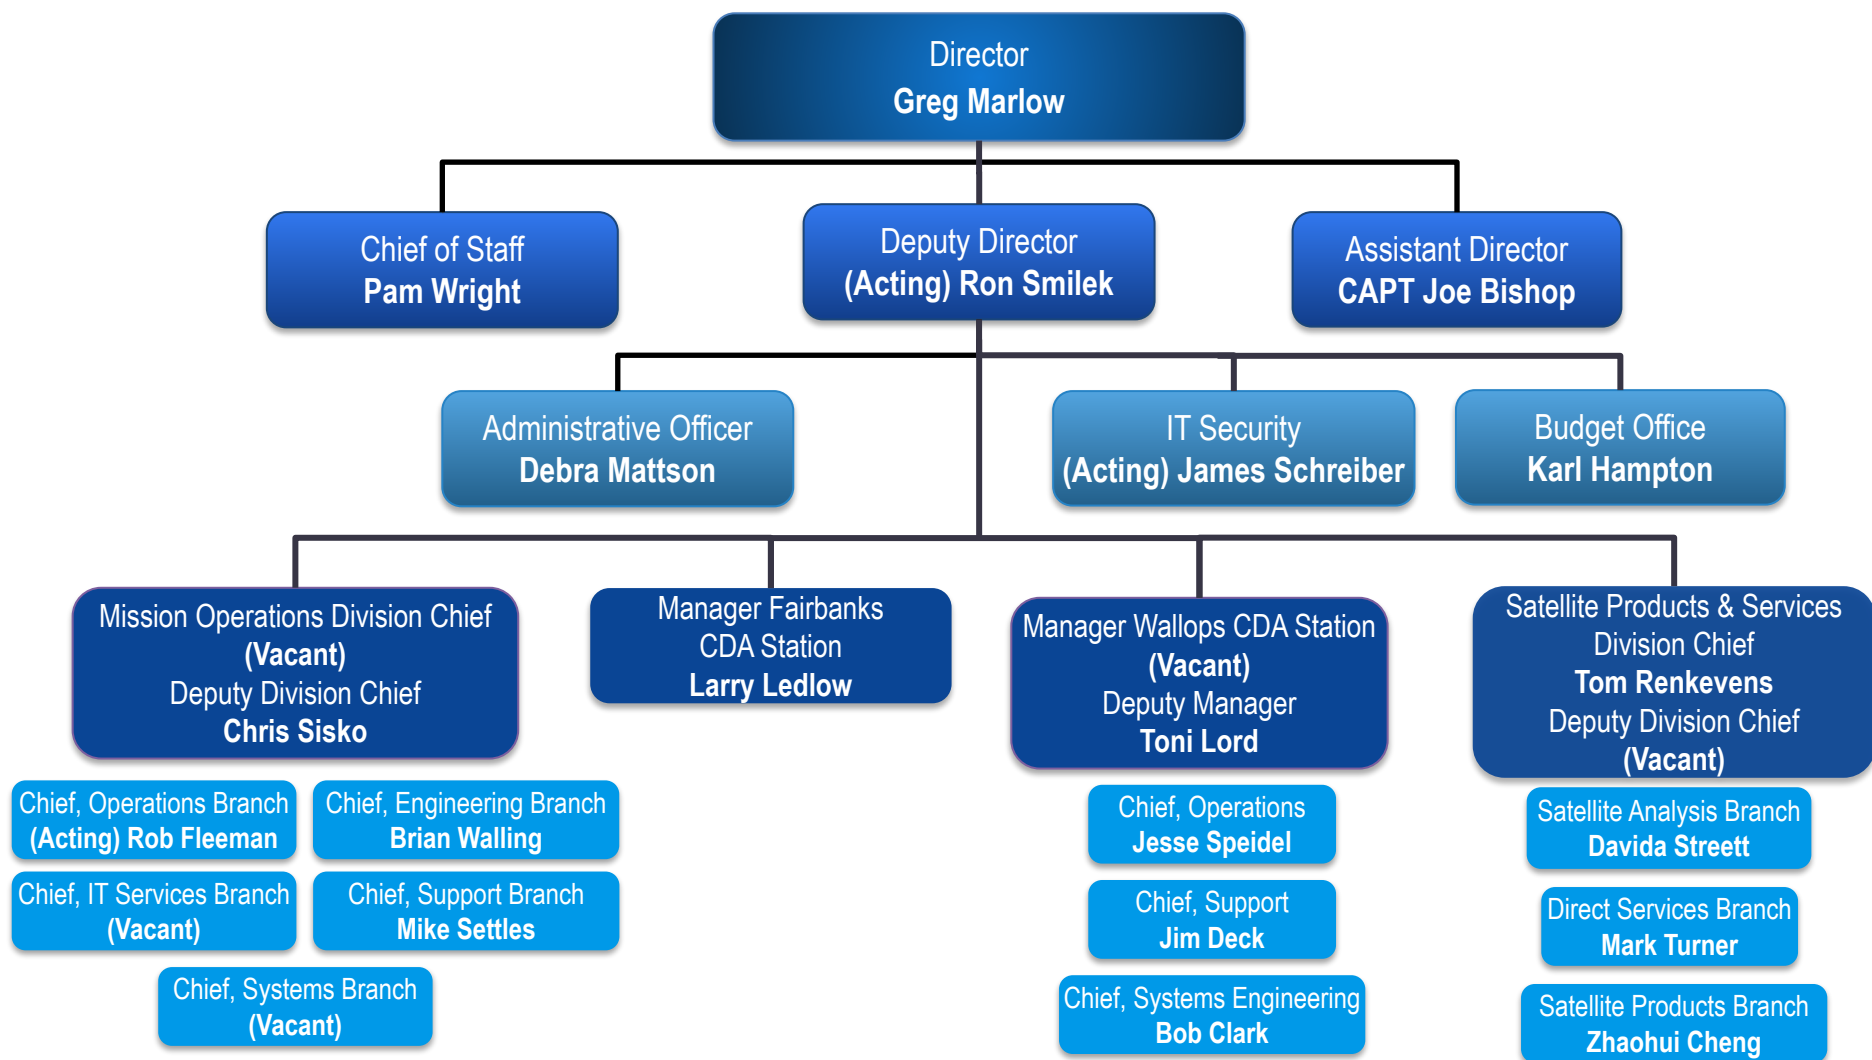 Director
Greg Marlow
Chief of Staff
Pam Wright
Deputy Director
(Acting) Ron Smilek
Assistant Director
CAPT Joe Bishop
Administrative Officer
Debra Mattson
IT Security
(Acting) James Schreiber
Budget Office
Karl Hampton
Mission Operations Division Chief
(Vacant)
Deputy Division Chief
Chris Sisko
Manager Fairbanks
CDA Station
Larry Ledlow
Manager Wallops CDA Station
(Vacant)
Deputy Manager
Toni Lord
Satellite Products & Services
Division Chief
Tom Renkevens
Deputy Division Chief
(Vacant)
Chief, Operations Branch
(Acting) Rob Fleeman
Chief, Engineering Branch
Brian Walling
Chief, IT Services Branch
(Vacant)
Chief, Support Branch
Mike Settles
Chief, Systems Branch
(Vacant)
Chief, Operations
Jesse Speidel
Chief, Support
Jim Deck
Chief, Systems Engineering
Bob Clark
Satellite Analysis Branch
Davida Streett
Direct Services Branch
Mark Turner
Satellite Products Branch
Zhaohui Cheng